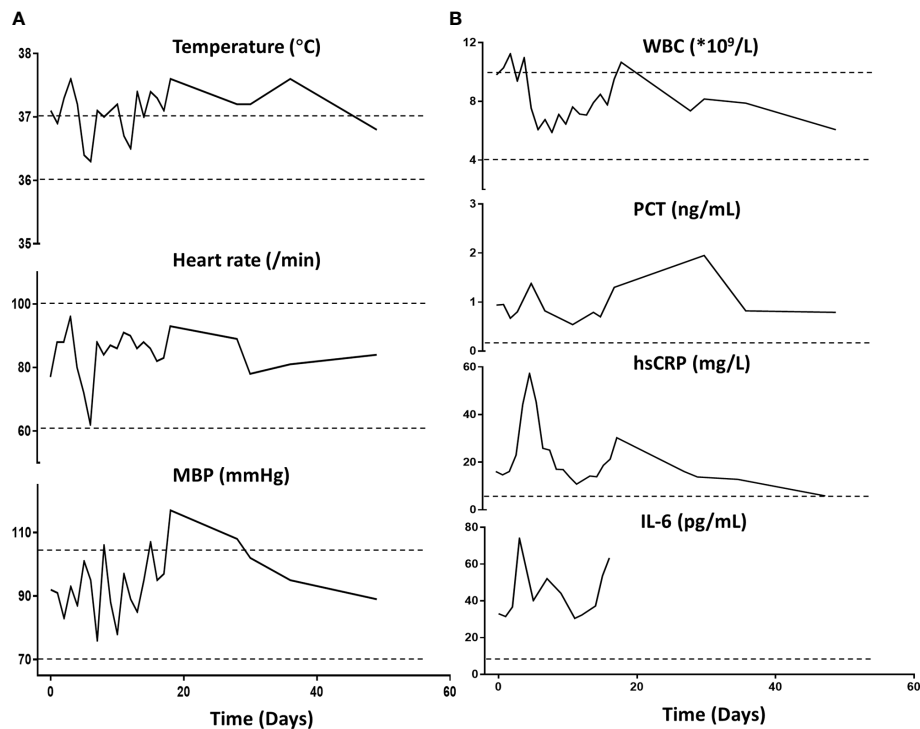 A
Temperature (°C)
38
37
36
35
Heart rate (/min)
100
80
60
MBP (mmHg)
110
90
70
0 20 40 60
Time (Days)
B
WBC (*10⁹/L)
12
8
4
PCT (ng/mL)
3
2
1
0
hsCRP (mg/L)
60
40
20
0
IL-6 (pg/mL)
80
60
40
20
0
0 20 40 60
Time (Days)